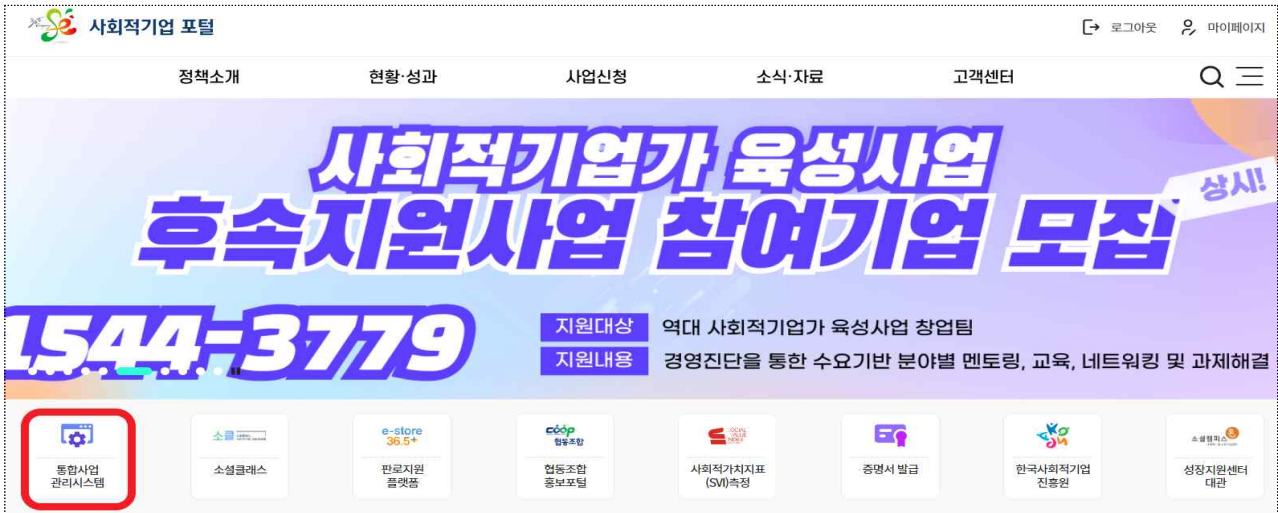 사회적기업 포털
로그아웃 마이페이지
정책소개 현황·성과 사업신청 소식·자료 고객센터
사회적기업가 육성사업
상시!
후속지원사업 참여기업 모집
1544-3779
지원대상 역대 사회적기업가 육성사업 창업팀
지원내용 경영진단을 통한 수요기반 분야별 멘토링, 교육, 네트워킹 및 과제해결
통합사업
관리시스템
소클
소셜클래스
e-store
36.5+
판로지원
플랫폼
coop
협동조합
협동조합
홍보포털
SOCIAL
VALUE
INDEX
사회적가치지표
(SVI)측정
증명서 발급
한국사회적기업
진흥원
소셜캠퍼스
성장지원센터
대관